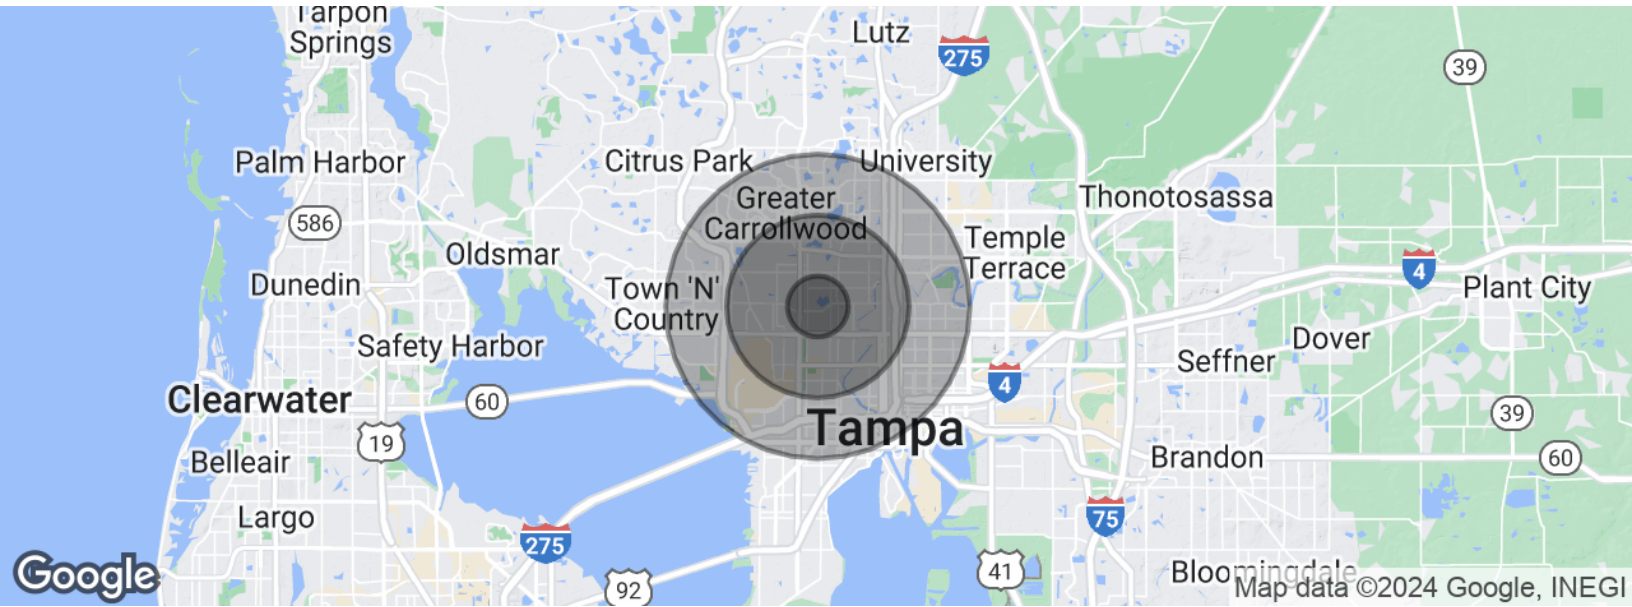 Tarpon
Springs
Lutz
275
39
Palm Harbor
Citrus Park
University
Greater
Carrollwood
Thonotosassa
586
Oldsmar
Temple
Terrace
4
Dunedin
Town 'N'
Country
Plant City
Safety Harbor
Dover
Seffner
Clearwater
60
4
39
19
Tampa
Belleair
Brandon
60
Largo
75
275
41
92
Bloomingdale
Google
Map data ©2024 Google, INEGI